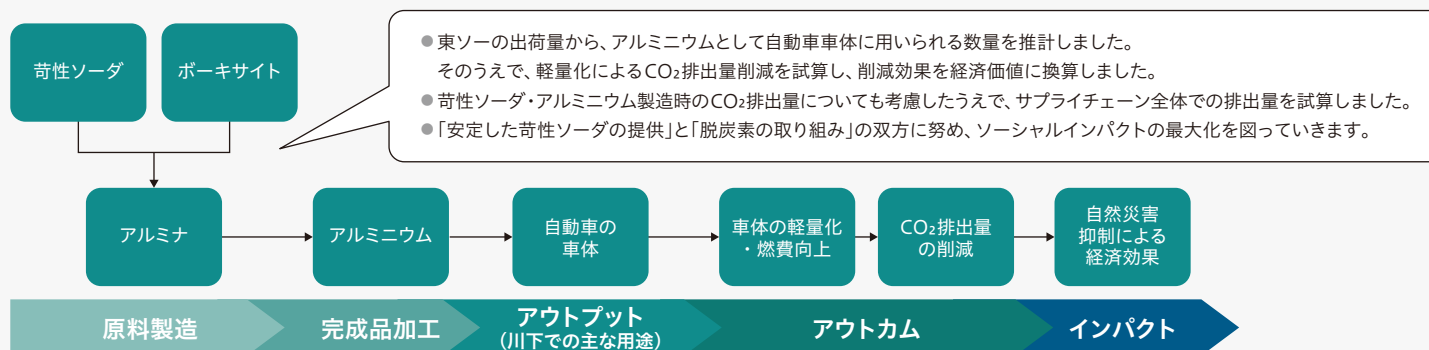 苛性ソーダ
ボーキサイト
●東ソーの出荷量から、アルミニウムとして自動車車体に用いられる数量を推計しました。
そのうえで、軽量化によるCO₂排出量削減を試算し、削減効果を経済価値に換算しました。
●苛性ソーダ・アルミニウム製造時のCO₂排出量についても考慮したうえで、サプライチェーン全体での排出量を試算しました。
●「安定した苛性ソーダの提供」と「脱炭素の取り組み」の双方に努め、ソーシャルインパクトの最大化を図っていきます。
アルミナ
アルミニウム
自動車の
車体
車体の軽量化
・燃費向上
CO₂排出量
の削減
自然災害
抑制による
経済効果
原料製造
完成品加工
アウトプット
(川下での主な用途)
アウトカム
インパクト